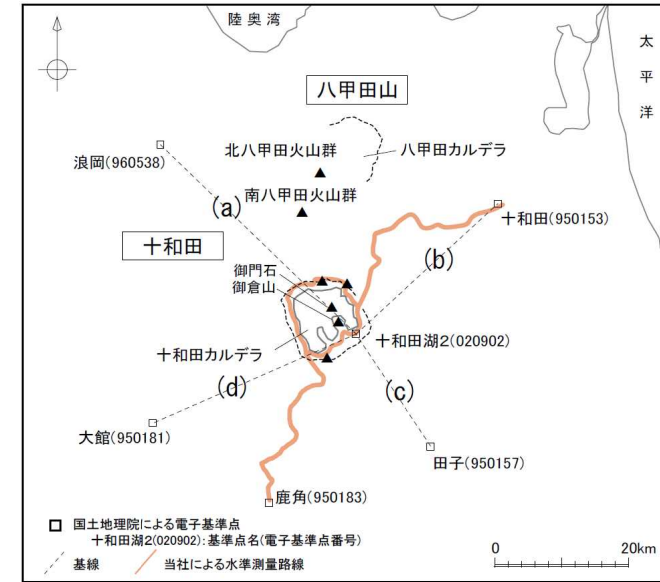 陸奥湾
太平洋
八甲田山
北八甲田火山群
八甲田カルデラ
浪岡(960538)
南八甲田火山群
(a)
十和田(950153)
十和田
(b)
御門石
御倉山
十和田湖2(020902)
十和田カルデラ
(d)
(c)
大館(950181)
田子(950157)
鹿角(950183)
国土地理院による電子基準点
十和田湖2(020902):基準点名(電子基準点番号)
基線
当社による水準測量路線
0
20km